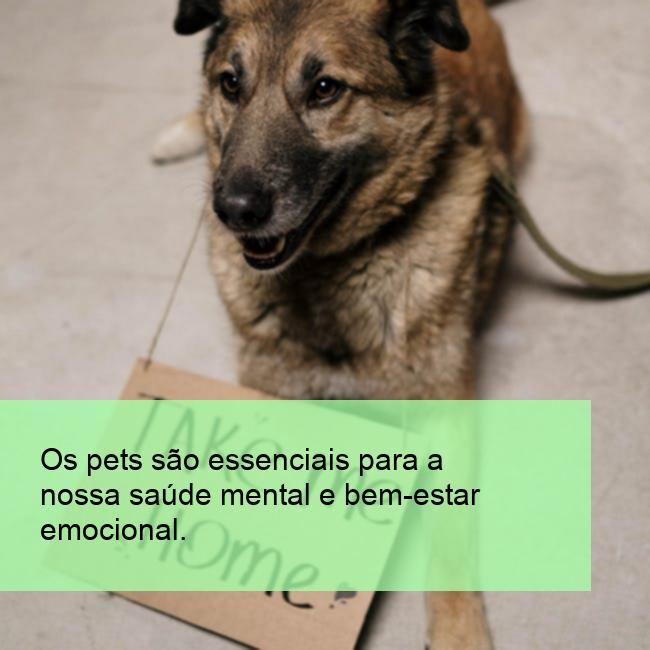 Os pets são essenciais para a
nossa saúde mental e bem-estar
emocional.
TAKE me
Home